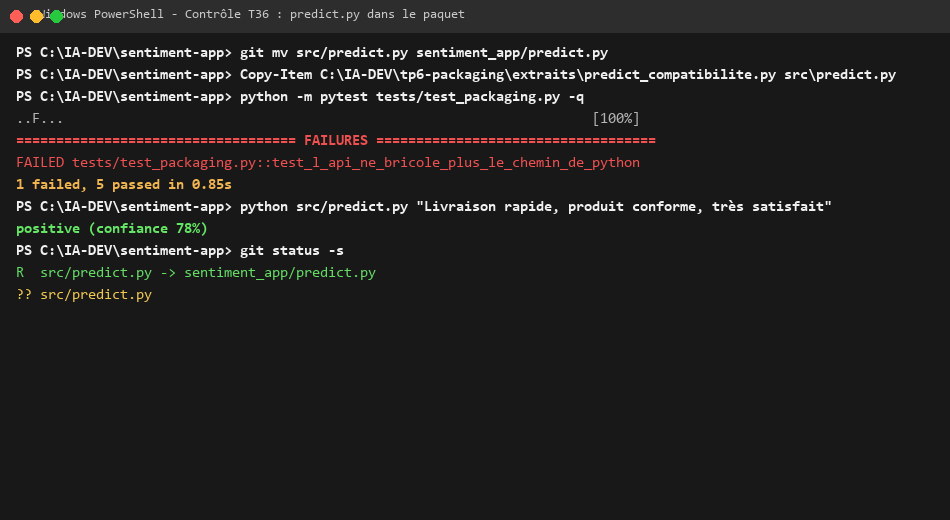 Windows PowerShell - Contrôle T36 : predict.py dans le paquet
PS C:\IA-DEV\sentiment-app> git mv src/predict.py sentiment_app/predict.py
PS C:\IA-DEV\sentiment-app> Copy-Item C:\IA-DEV\tp6-packaging\extraits\predict_compatibilite.py src\predict.py
PS C:\IA-DEV\sentiment-app> python -m pytest tests/test_packaging.py -q
..F... [100%]
=================================== FAILURES ===================================
FAILED tests/test_packaging.py::test_l_api_ne_bricole_plus_le_chemin_de_python
1 failed, 5 passed in 0.85s
PS C:\IA-DEV\sentiment-app> python src/predict.py "Livraison rapide, produit conforme, très satisfait"
positive (confiance 78%)
PS C:\IA-DEV\sentiment-app> git status -s
R  src/predict.py -> sentiment_app/predict.py
?? src/predict.py